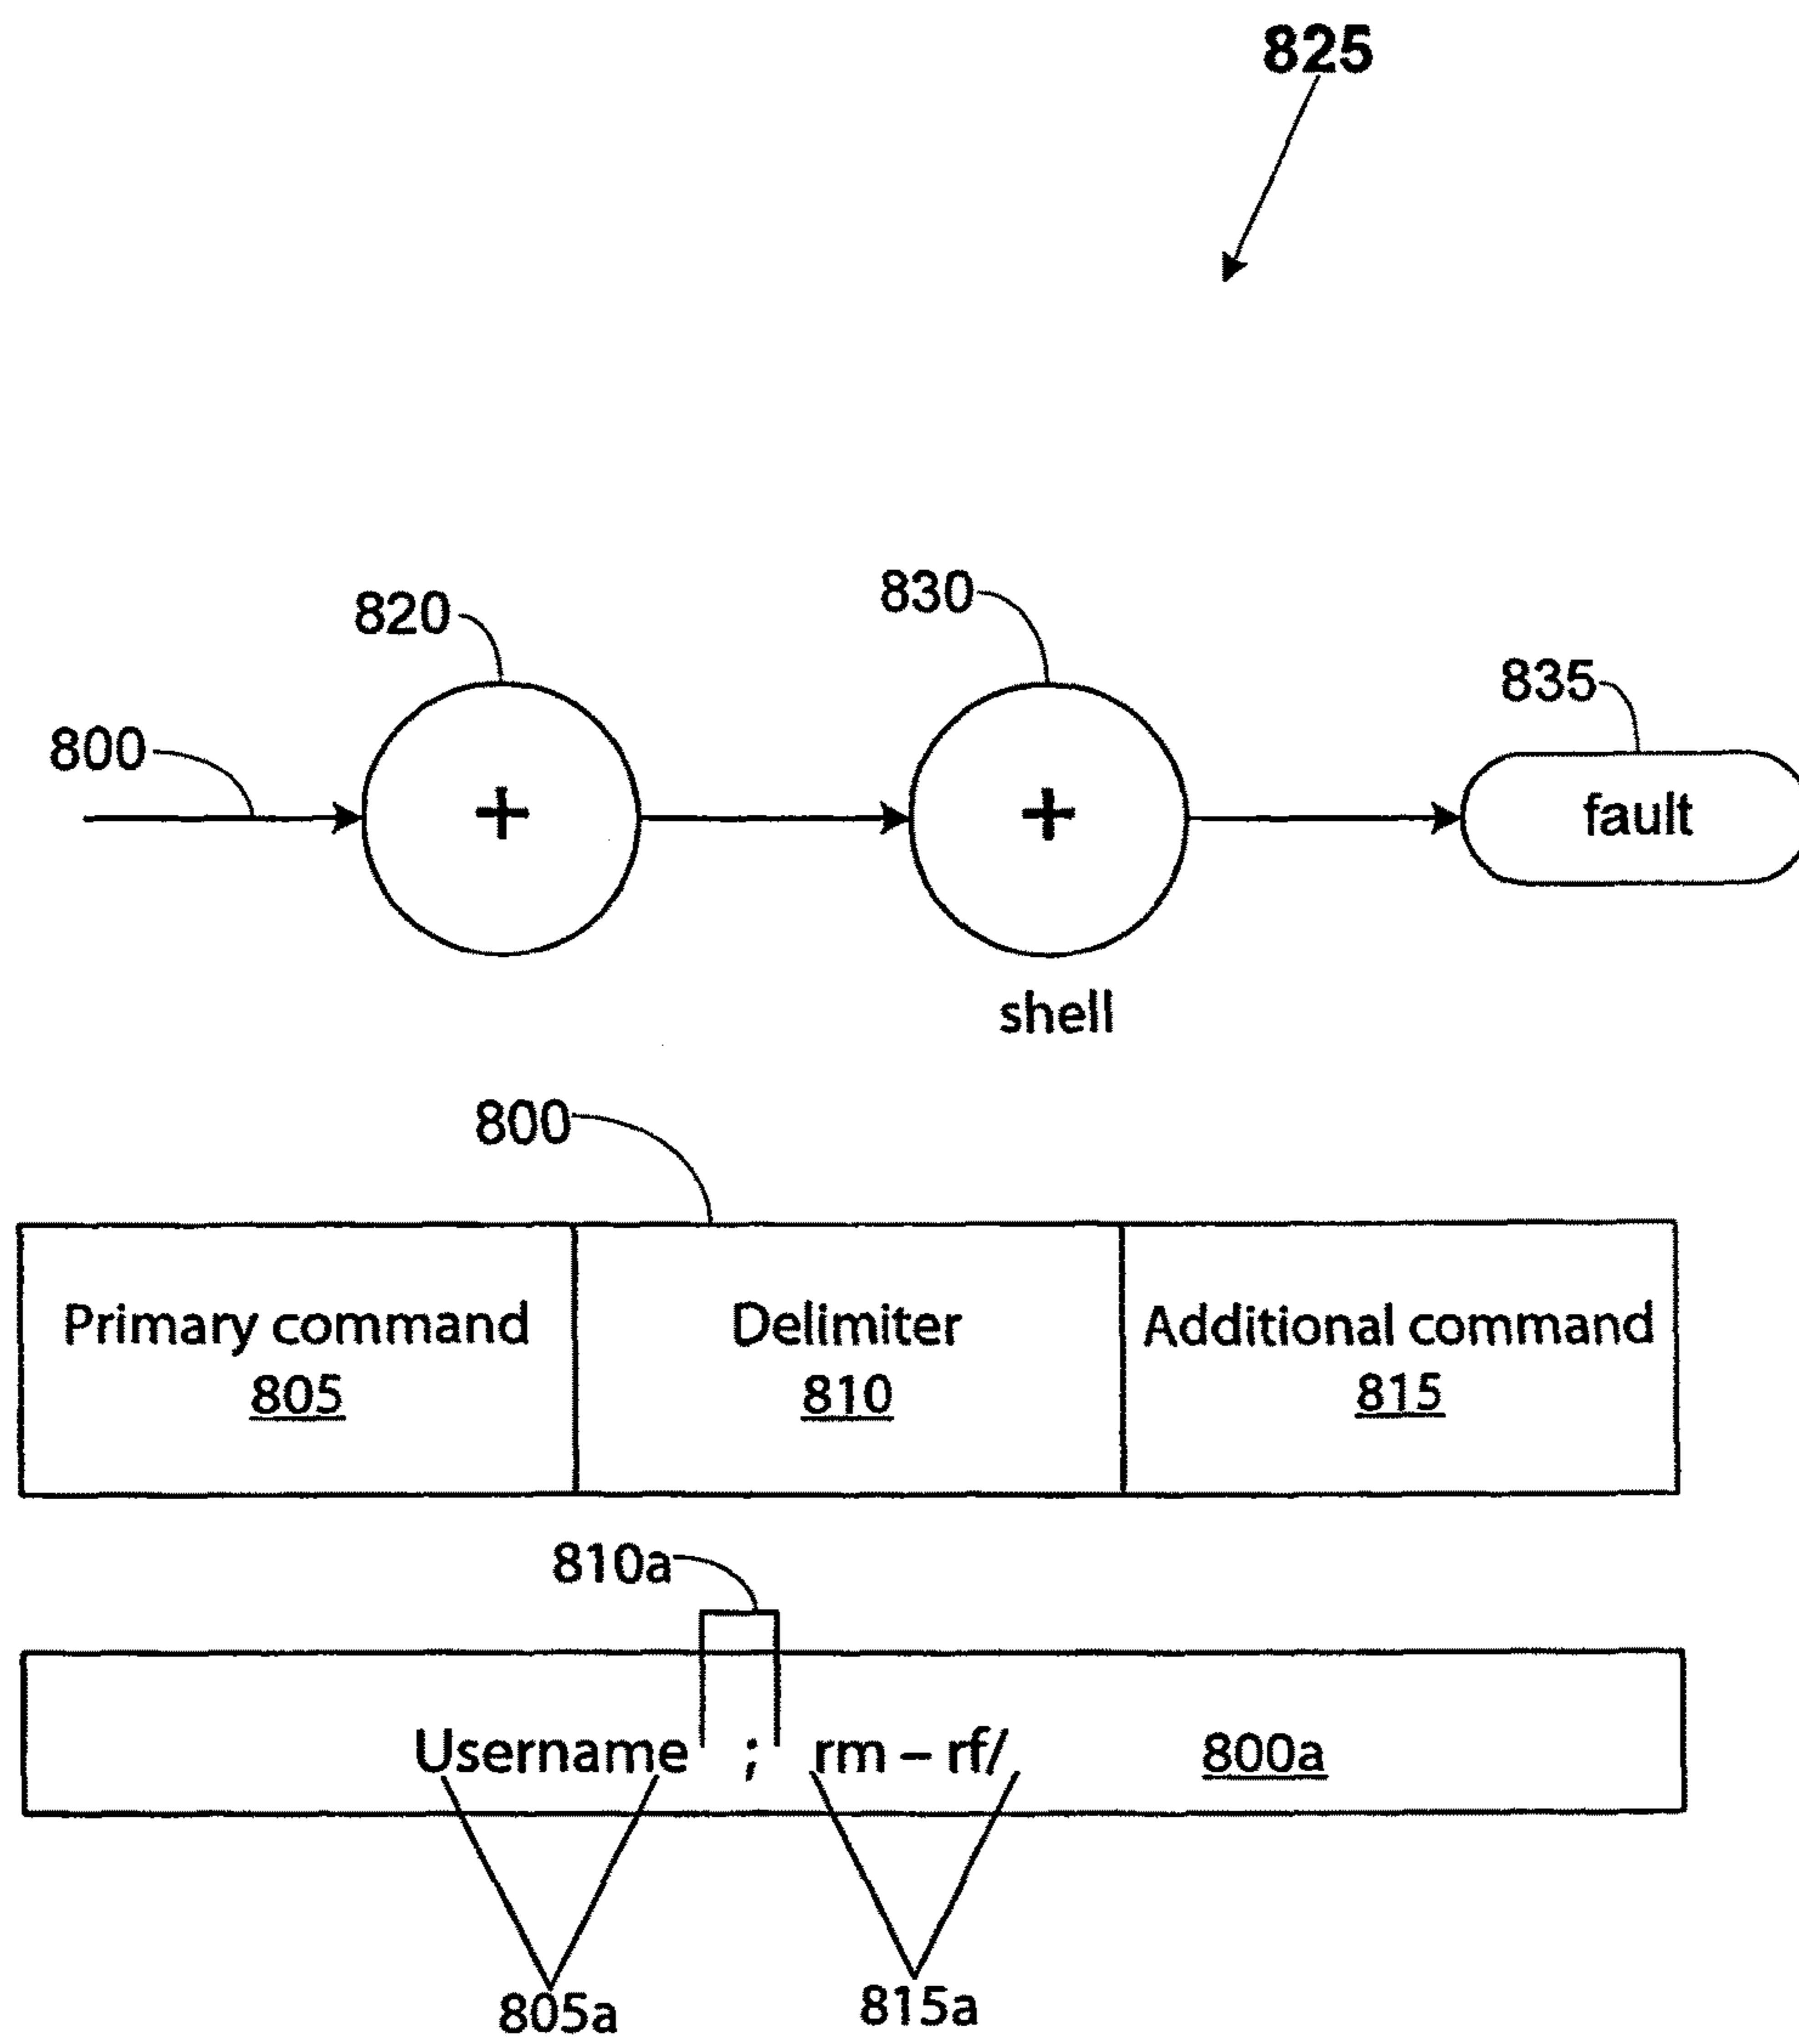 825
820
830
835
800
+
+
fault
shell
800
Primary command
805
Delimiter
810
Additional command
815
810a
Username ; rm – rf/
800a
805a
815a